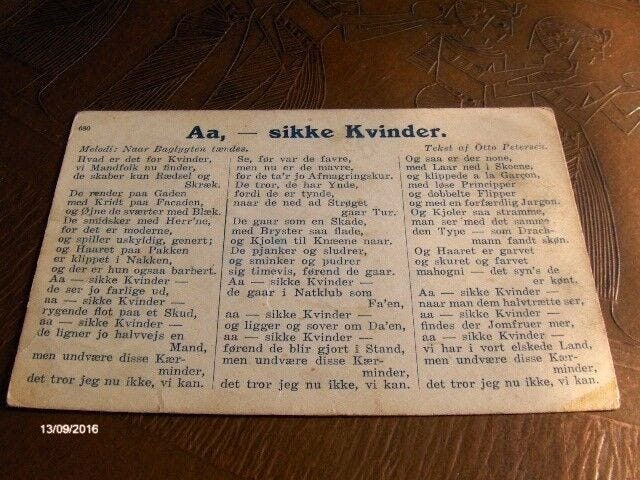 680
Aa, — sikke Kvinder.
Melodi: Naar Baglygten tændes.
Tekst af Otto Petersen.
Hvad er det for Kvinder,
vi Mandfolk nu finder,
de skaber kun Rædsel og
Skræk.
De render paa Gaden
med Kridt paa Facaden,
og Øjne de sværter med Blæk.
De smidsker med Herr'ne,
for det er moderne,
og spiller uskyldig, genert;
og Haaret paa Pakken
er klippet i Nakken,
og der er hun ogsaa barbert.
Aa — sikke Kvinder —
de ser jo farlige ud,
aa — sikke Kvinder —
rygende flot paa et Skud,
aa — sikke Kvinder —
de ligner jo halvvejs en
Mand,
men undvære disse Kær-
minder,
det tror jeg nu ikke, vi kan.
Se, før var de favre,
men nu er de mavre,
for de ta'r jo Afmagringskur.
De tror, de har Ynde,
fordi de er tynde,
naar de ned ad Strøget
gaar Tur.
De gaar som en Skade,
med Bryster saa flade,
og Kjolen til Knæene naar.
De pjanker og sludrer,
og sminker og pudrer
sig timevis, førend de gaar.
Aa — sikke Kvinder —
de gaar i Natklub som
Fa'en,
aa — sikke Kvinder —
og ligger og sover om Da'en,
aa — sikke Kvinder —
førend de blir gjort i Stand,
men undvære disse Kær-
minder,
det tror jeg nu ikke, vi kan.
Og saa er der none,
med Laar ned i Skoene,
og klippede a la Garçon,
med løse Principper
og dobbelte Flipper
og med en forfærdlig Jargon.
Og Kjoler saa stramme,
man ser med det samme
den Type — som Drach-
mann fandt skøn.
Og Haaret er garvet
og skuret og farvet
mahogni — det syn's de
er kønt.
Aa — sikke Kvinder —
naar man dem halvtrætte ser,
aa — sikke Kvinder —
findes der Jomfruer mer,
aa — sikke Kvinder —
vi har i vort elskede Land,
men undvære disse Kær-
minder,
det tror jeg nu ikke, vi kan.
13/09/2016